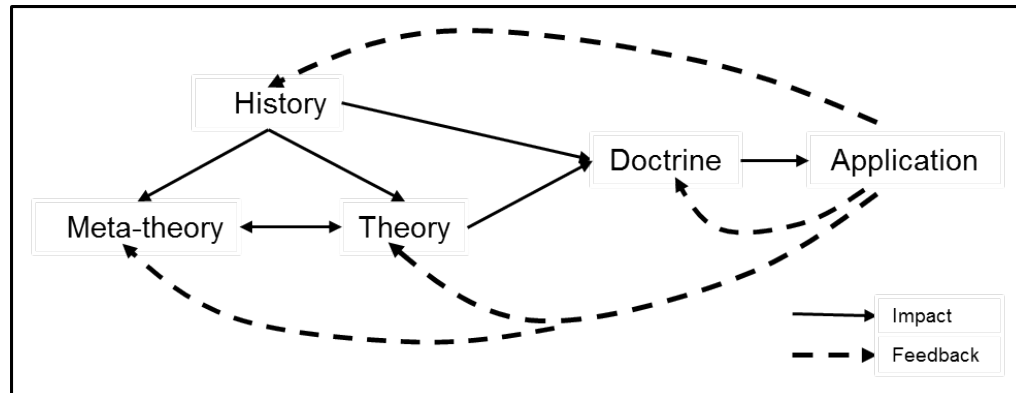 History
Doctrine
Application
Meta-theory
Theory
Impact
Feedback